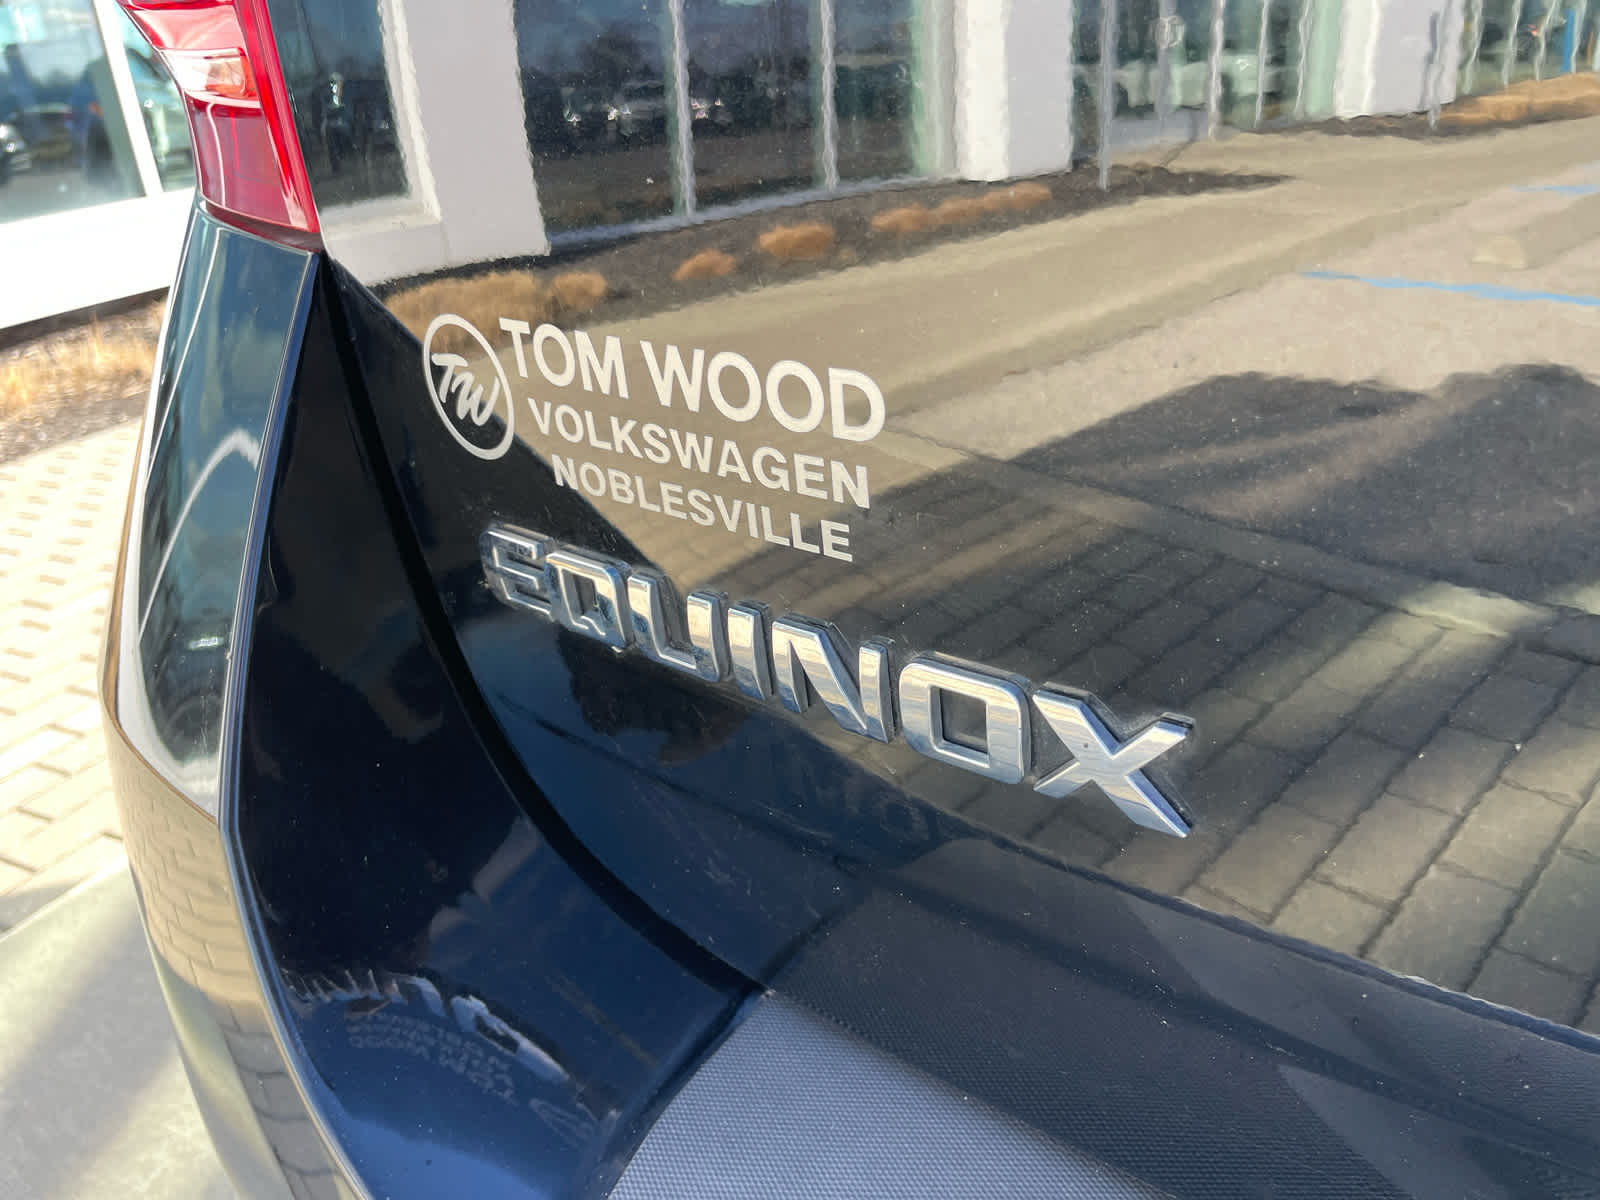 TW
TOM WOOD
VOLKSWAGEN
NOBLESVILLE
EQUINOX